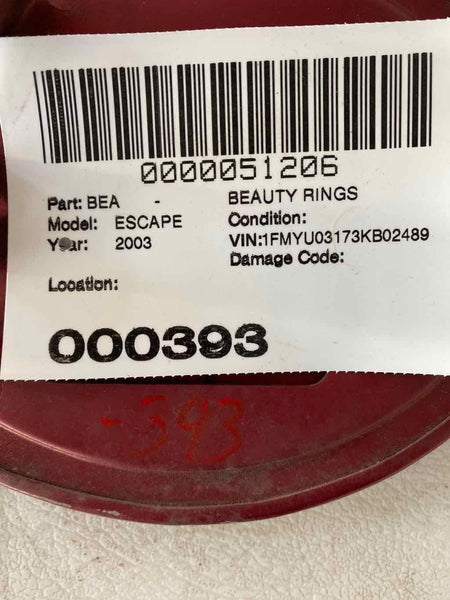 0000051206
Part: BEA - BEAUTY RINGS
Model: ESCAPE Condition:
Year: 2003 VIN:1FMYU03173KB02489
Damage Code:
Location:
000393
-393